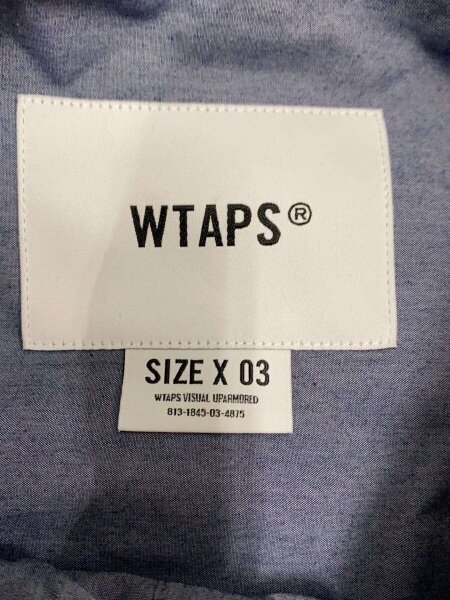 WTAPS®
SIZE X 03
WTAPS VISUAL UPARMORED
813-1845-03-4875